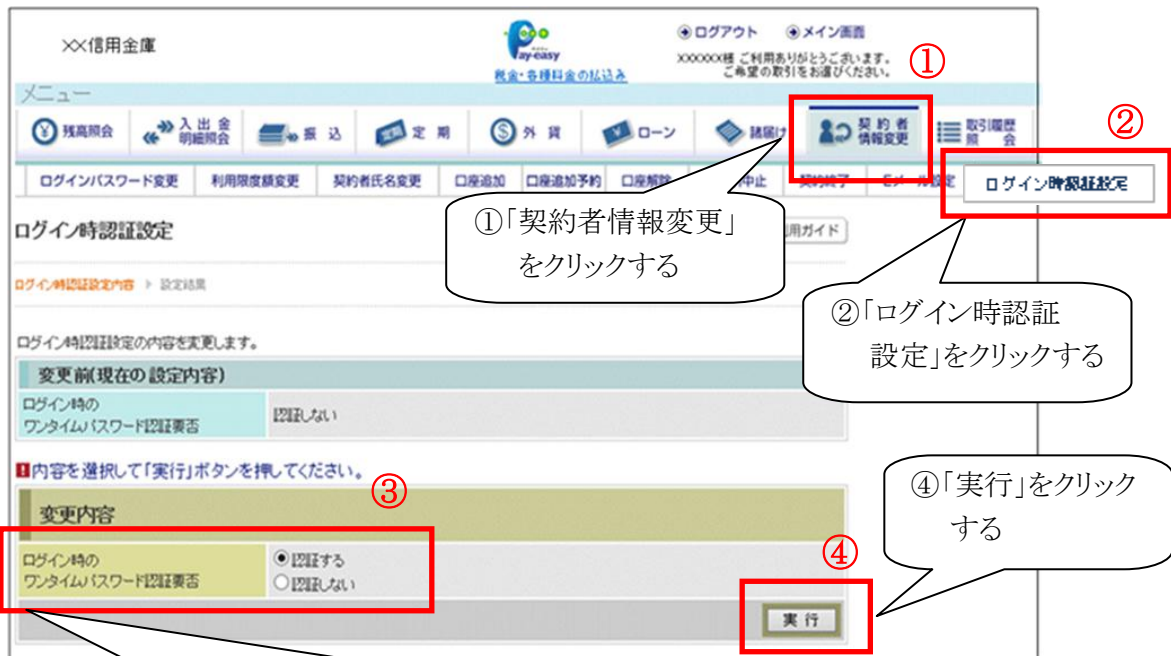 ××信用金庫
Pay-easy
税金・各種料金の払込み
ログアウト メイン画面
××××××様 ご利用ありがとうございます。
ご希望の取引をお選びください。
①
メニュー
残高照会 入出金明細照会 振込 定期 外貨 ローン 諸届け 契約者情報変更 取引履歴照会
②
ログインパスワード変更 利用限度額変更 契約者氏名変更 口座追加 口座追加予約 口座解除 中止 契約終了 Eメール設定 ログイン時認証設定
ログイン時認証設定
用ガイド
①「契約者情報変更」
をクリックする
ログイン時認証設定内容 設定結果
②「ログイン時認証
設定」をクリックする
ログイン時認証設定の内容を変更します。
変更前(現在の設定内容)
ログイン時の
ワンタイムパスワード認証要否
認証しない
!内容を選択して「実行」ボタンを押してください。
③
④「実行」をクリック
する
変更内容
ログイン時の
ワンタイムパスワード認証要否
認証する
認証しない
④
実行